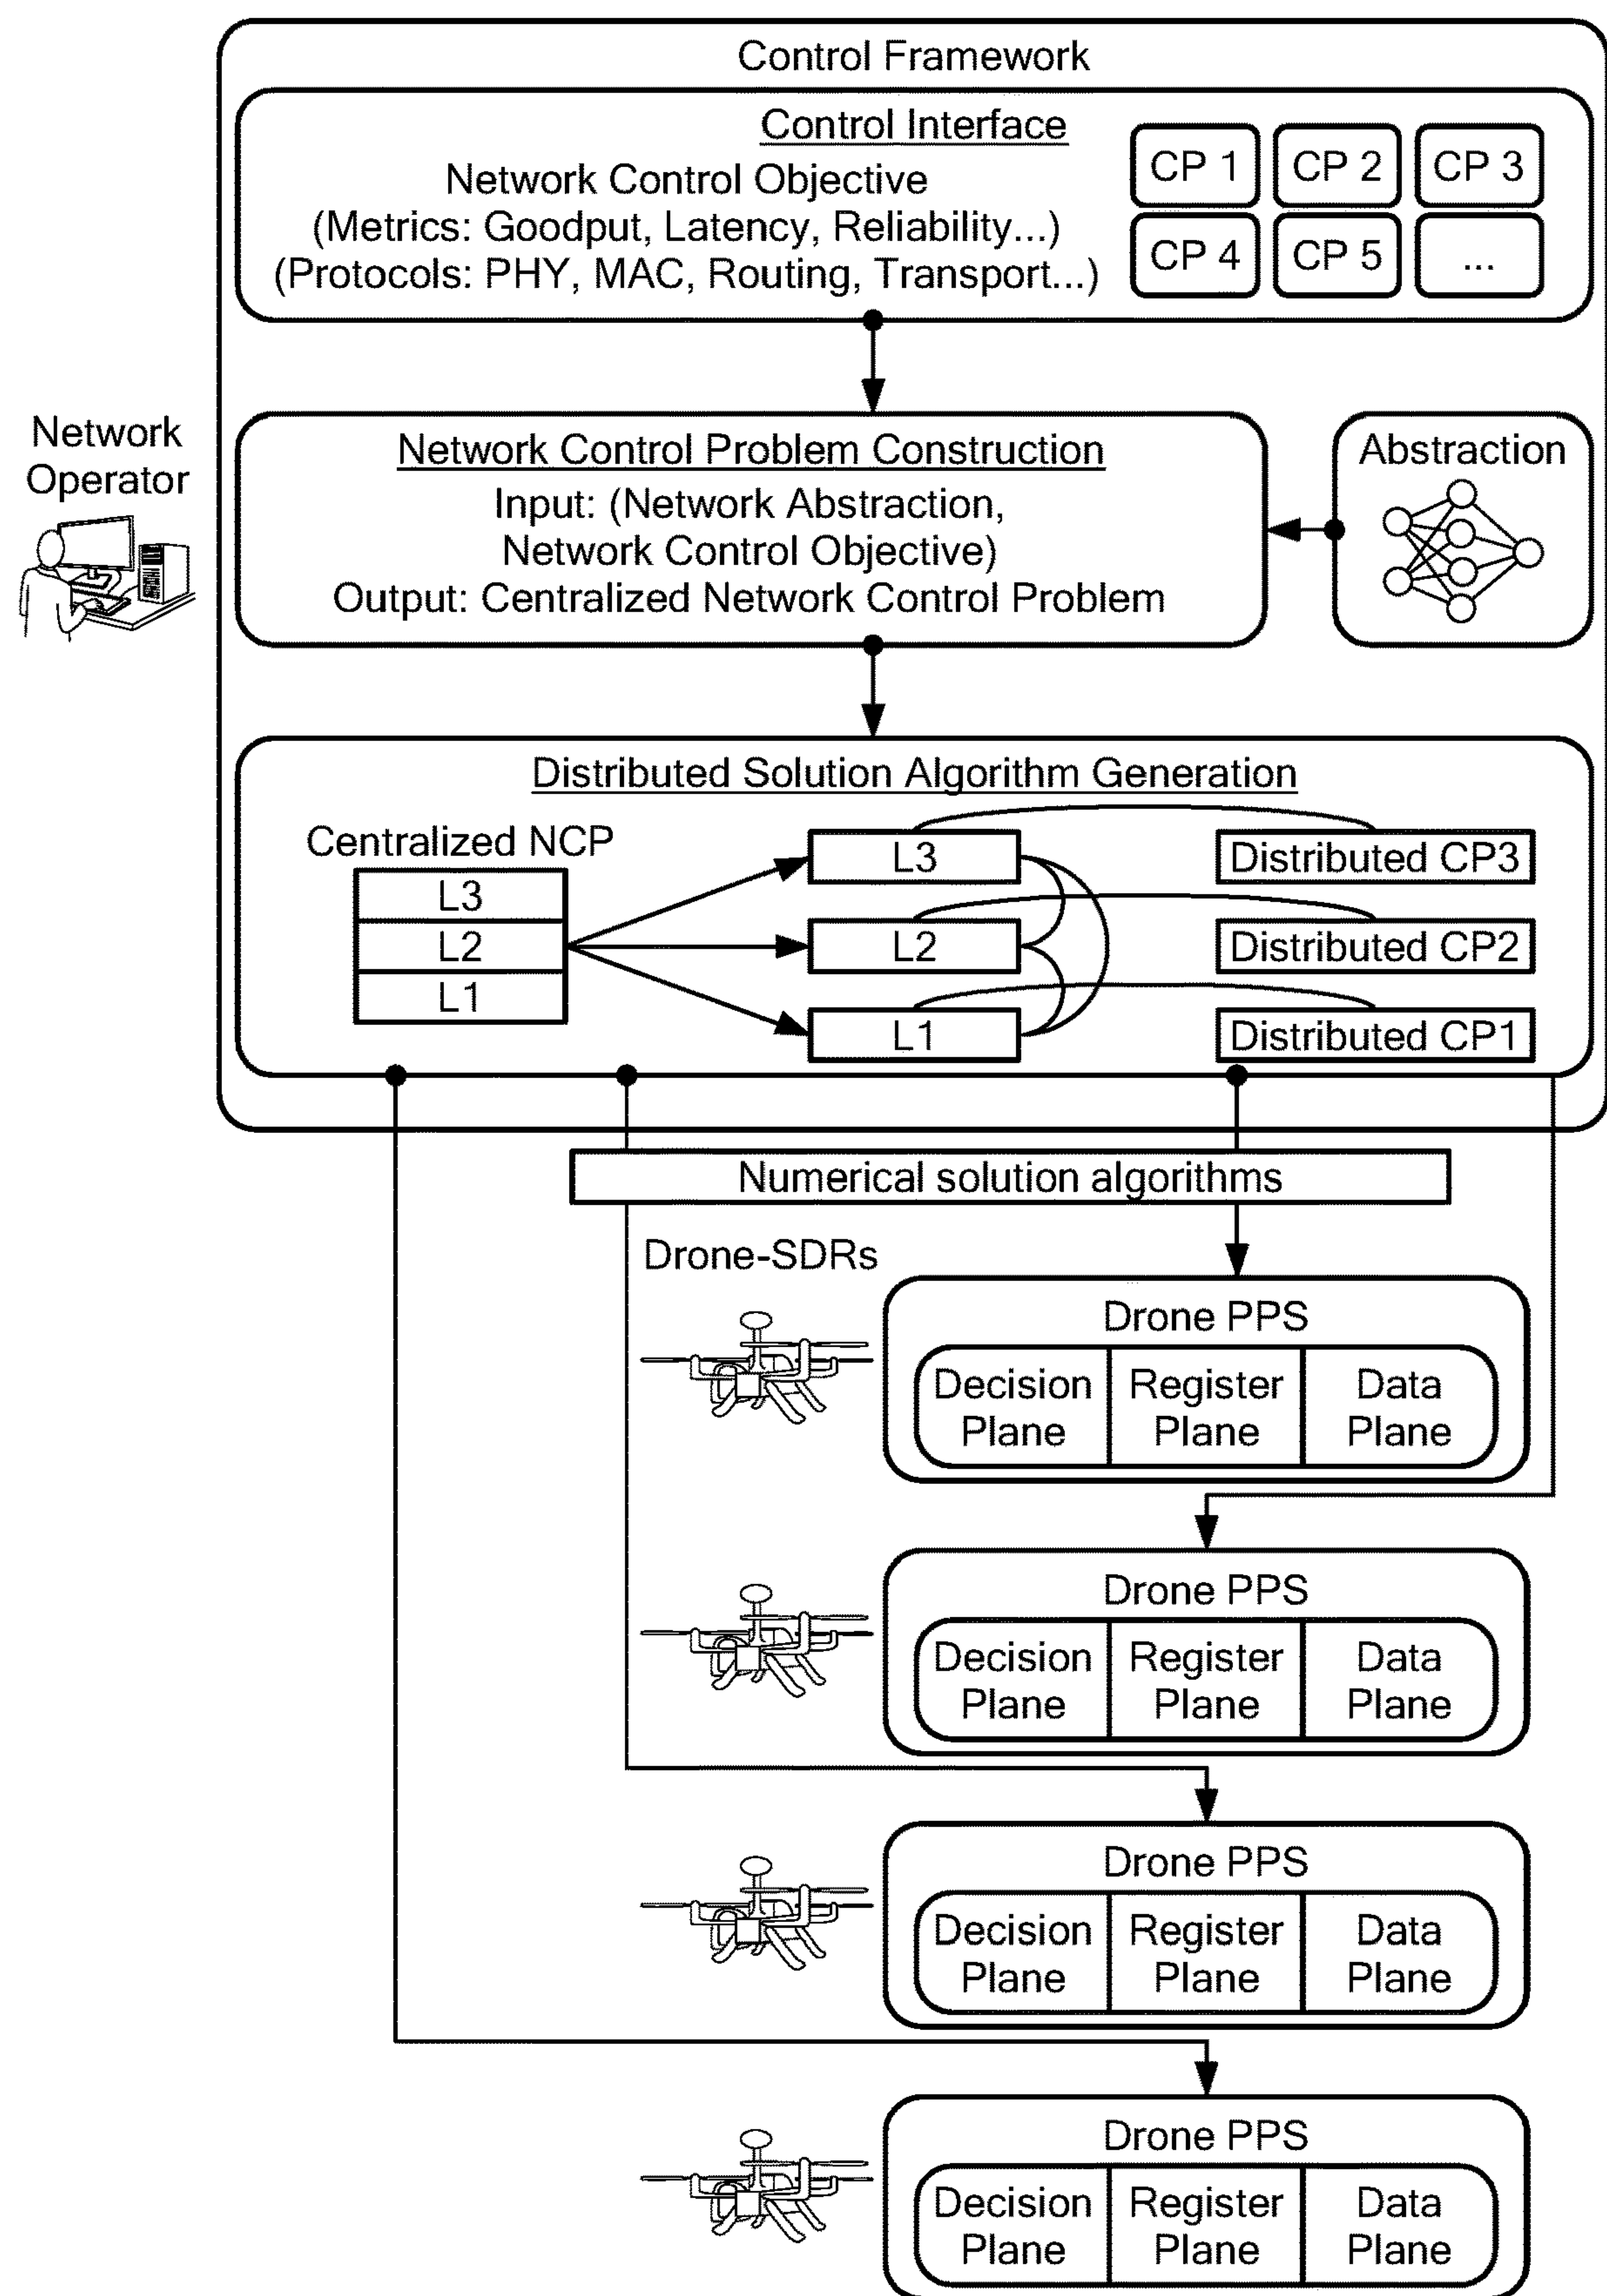 Control Framework
Control Interface
Network Control Objective
(Metrics: Goodput, Latency, Reliability...)
(Protocols: PHY, MAC, Routing, Transport...)
CP 1
CP 2
CP 3
CP 4
CP 5
...
Network
Operator
Network Control Problem Construction
Input: (Network Abstraction,
Network Control Objective)
Output: Centralized Network Control Problem
Abstraction
Distributed Solution Algorithm Generation
Centralized NCP
L3
L2
L1
L3
L2
L1
Distributed CP3
Distributed CP2
Distributed CP1
Numerical solution algorithms
Drone-SDRs
Drone PPS
Decision
Plane
Register
Plane
Data
Plane
Drone PPS
Decision
Plane
Register
Plane
Data
Plane
Drone PPS
Decision
Plane
Register
Plane
Data
Plane
Drone PPS
Decision
Plane
Register
Plane
Data
Plane